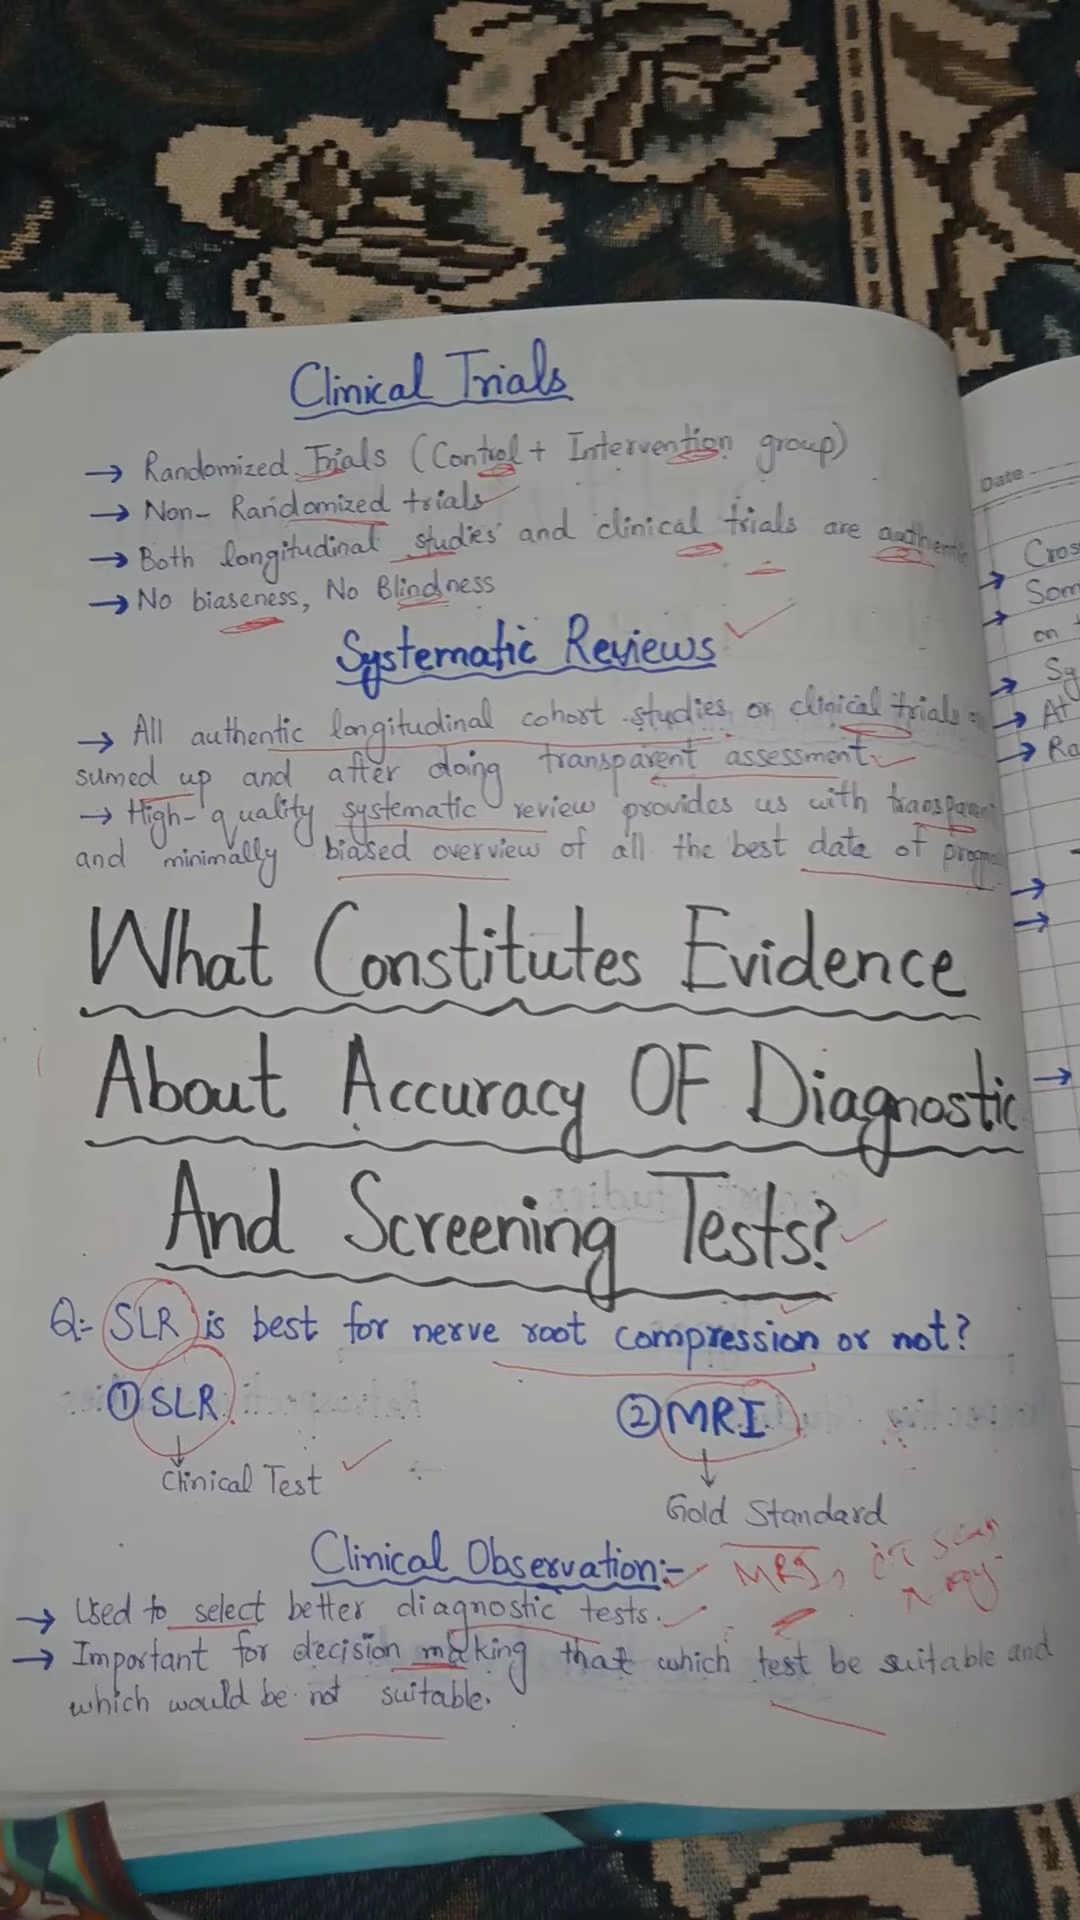 Clinical Trials
→ Randomized Trials (Control + Intervention group)
→ Non- Randomized trials
→ Both longitudinal studies and clinical trials are
→ No biaseness, No Blindness
Systematic Reviews
→ All authentic longitudinal cohort studies or clinical trials
sumed up and after doing transparent assessment.
→ High-quality systematic review provides us with
and minimally biased overview of all the best data of
What Constitutes Evidence
About Accuracy OF Diagnostic
And Screening Tests?
Q:- SLR is best for nerve root compression or not?
① SLR
② MRI
Clinical Test
Gold Standard
Clinical Observation:-
MRI, CT scan
X ray
→ Used to select better diagnostic tests.
→ Important for decision making that which test be suitable and
which would be not suitable.
Date
→
→
→
→ At
→
→
→
→